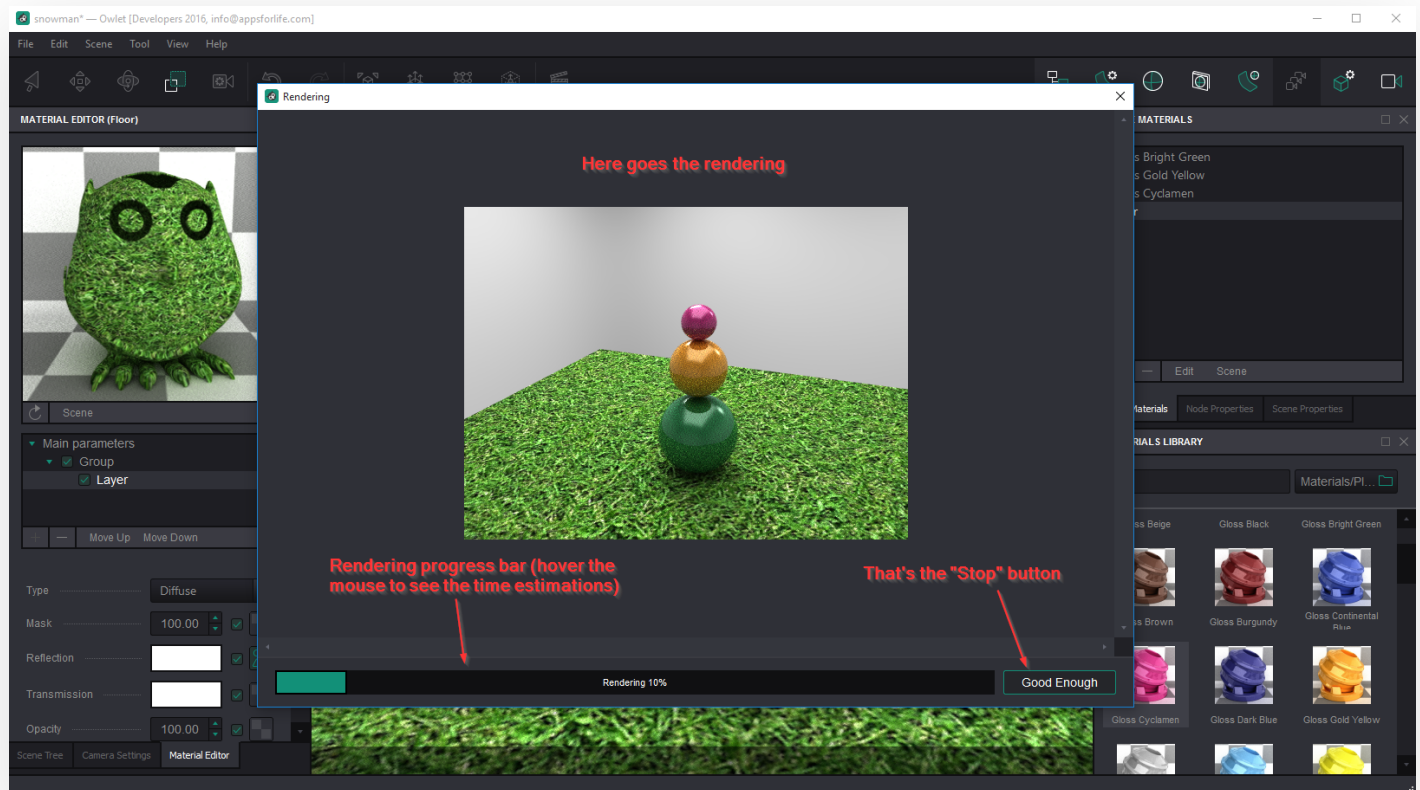 snowman* — Owlet [Developers 2016, info@appsforlife.com]
File Edit Scene Tool View Help
Rendering
MATERIAL EDITOR (Floor)
MATERIALS
Here goes the rendering
Bright Green
Gold Yellow
Cyclamen
Edit Scene
Scene
Materials Node Properties Scene Properties
Main parameters
Group
Layer
LIBRARY
Materials/Pl...
Move Up Move Down
Beige Gloss Black Gloss Bright Green
Rendering progress bar (hover the
mouse to see the time estimations)
That's the "Stop" button
Type Diffuse
Mask 100.00
Brown Gloss Burgundy Gloss Continental
Blue
Reflection
Rendering 10%
Good Enough
Transmission
Opacity 100.00
Gloss Cyclamen Gloss Dark Blue Gloss Gold Yellow
Scene Tree Camera Settings Material Editor